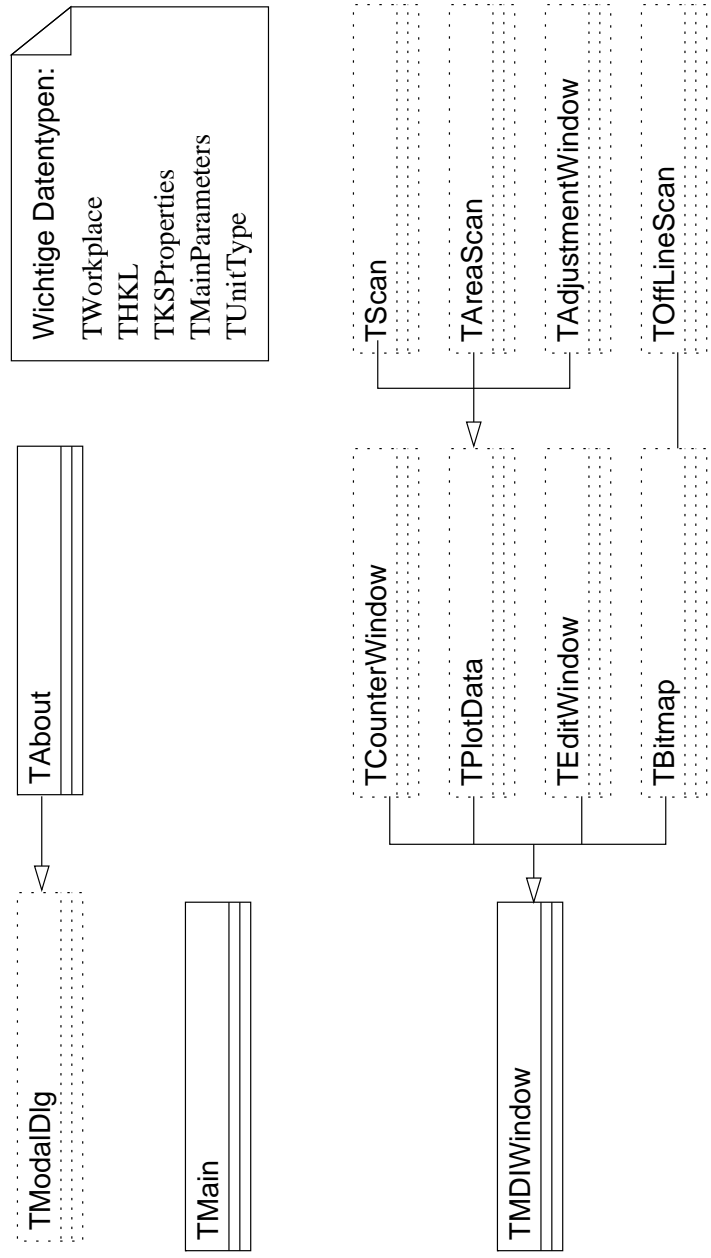 TModalDlg
TAbout
Wichtige Datentypen:
TWorkplace
THKL
TKSProperties
TMainParameters
TUnitType
TMain
TMDIWindow
TCounterWindow
TPlotData
TEditWindow
TBitmap
TScan
TAreaScan
TAdjustmentWindow
TOffLineScan